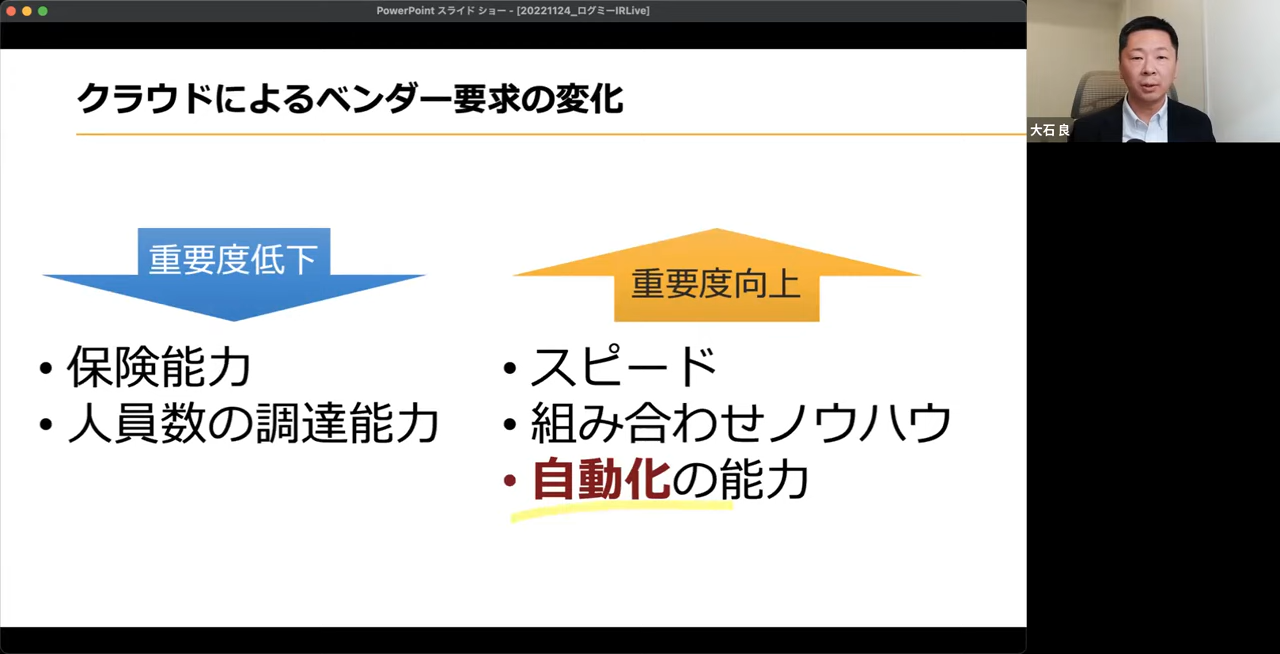 PowerPoint スライド ショー - [20221124_ログミーIRLive]
クラウドによるベンダー要求の変化
重要度低下
• 保険能力
• 人員数の調達能力
重要度向上
• スピード
• 組み合わせノウハウ
• 自動化の能力
大石 良